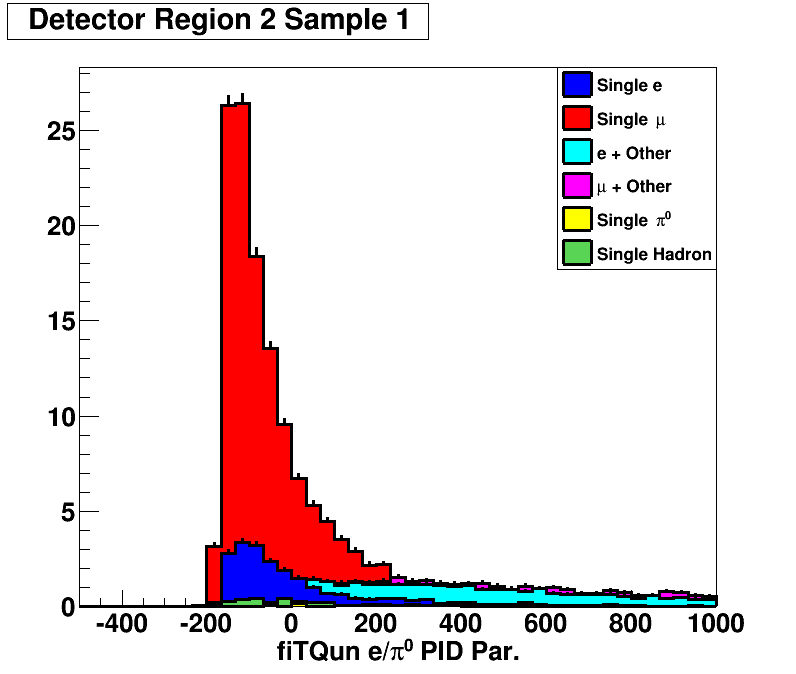 Detector Region 2 Sample 1
Single e
Single μ
e + Other
μ + Other
Single π⁰
Single Hadron
25
20
15
10
5
0
-400 -200 0 200 400 600 800 1000
fiTQun e/π⁰ PID Par.